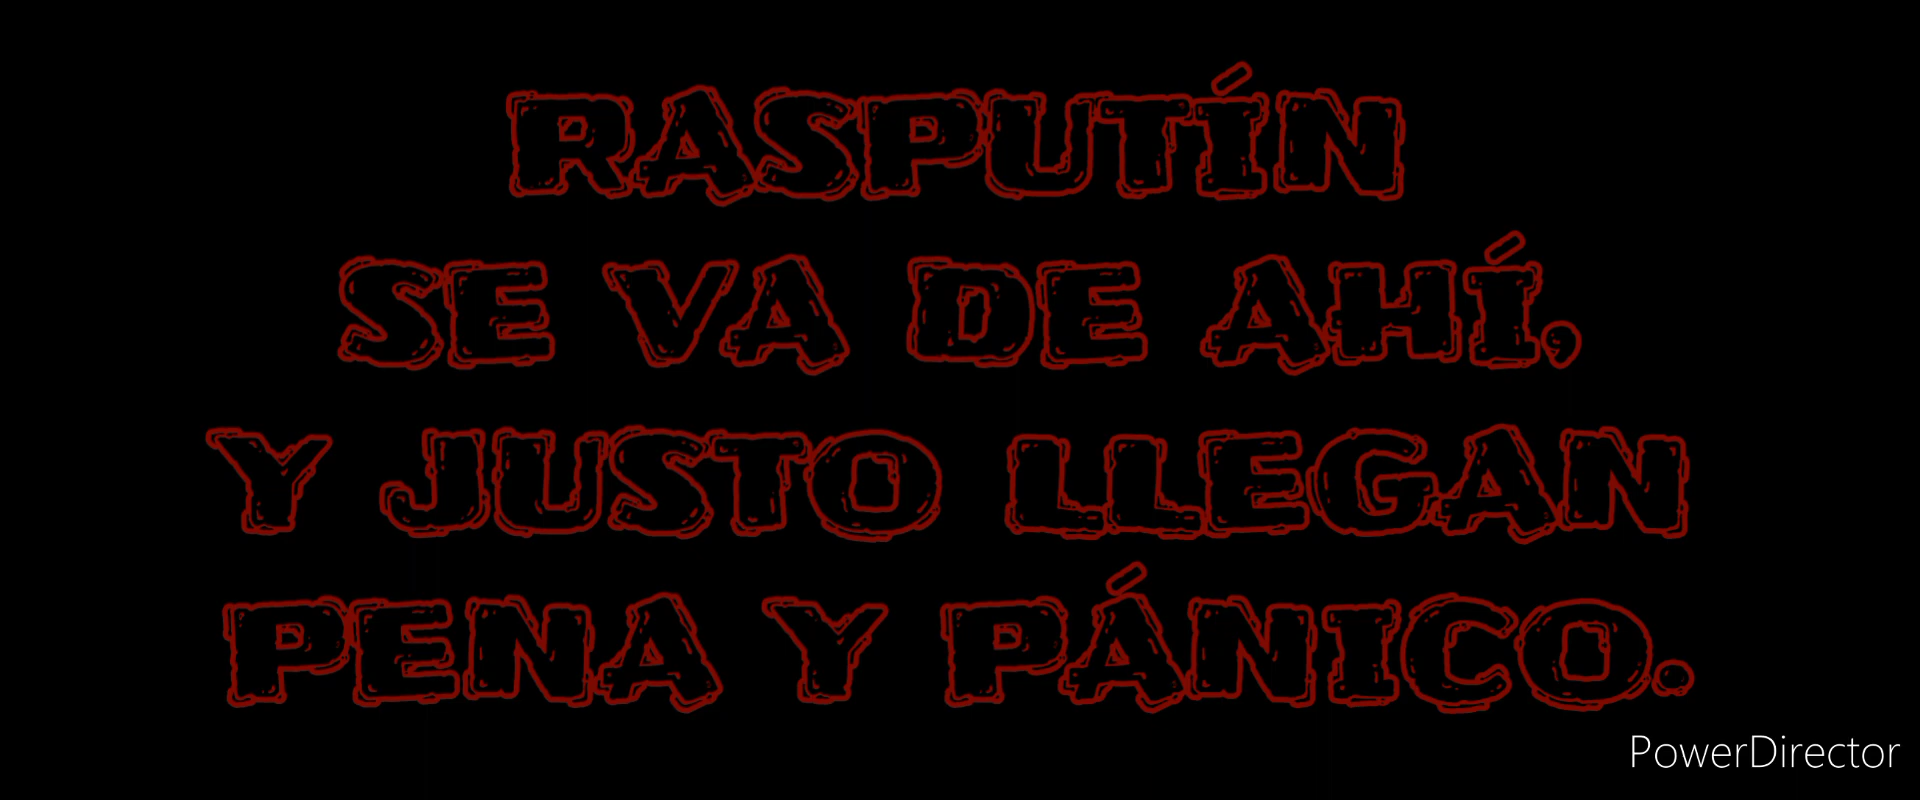 RASPUTÍN
SE VA DE AHÍ,
Y JUSTO LLEGAN
PENA Y PÁNICO.
PowerDirector